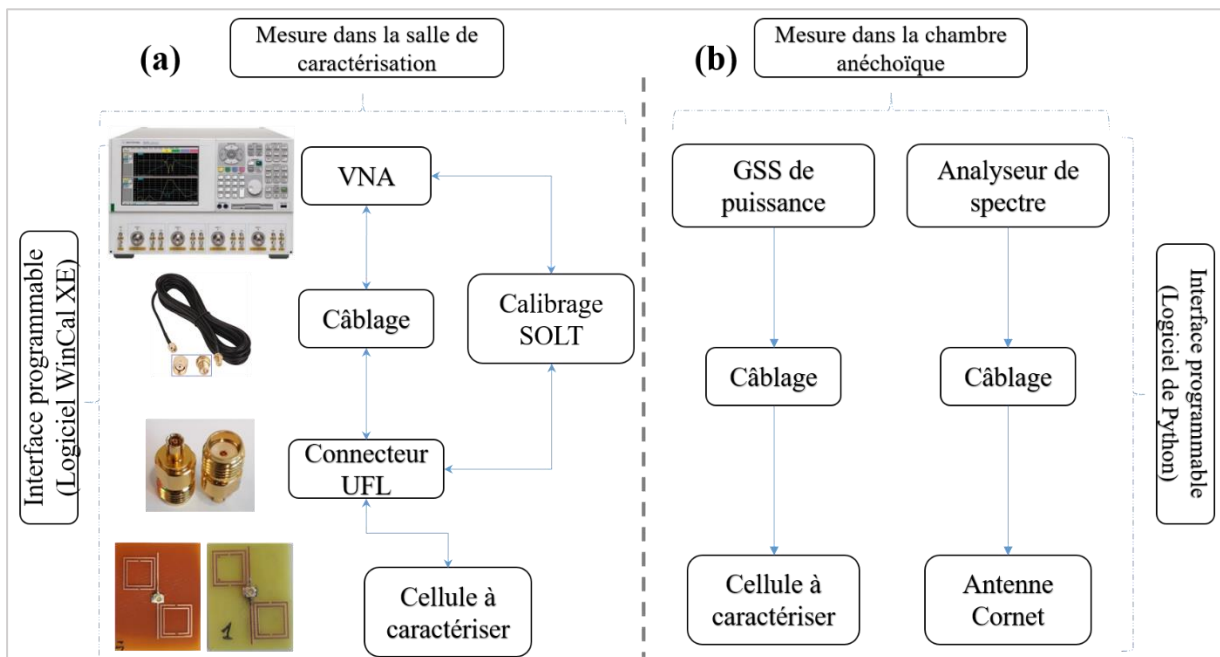 (a)
Mesure dans la salle de
caractérisation
Interface programmable
(Logiciel WinCal XE)
VNA
Câblage
Calibrage
SOLT
Connecteur
UFL
1
Cellule à
caractériser
(b)
Mesure dans la chambre
anéchoïque
GSS de
puissance
Analyseur de
spectre
Câblage
Câblage
Cellule à
caractériser
Antenne
Cornet
Interface programmable
(Logiciel de Python)